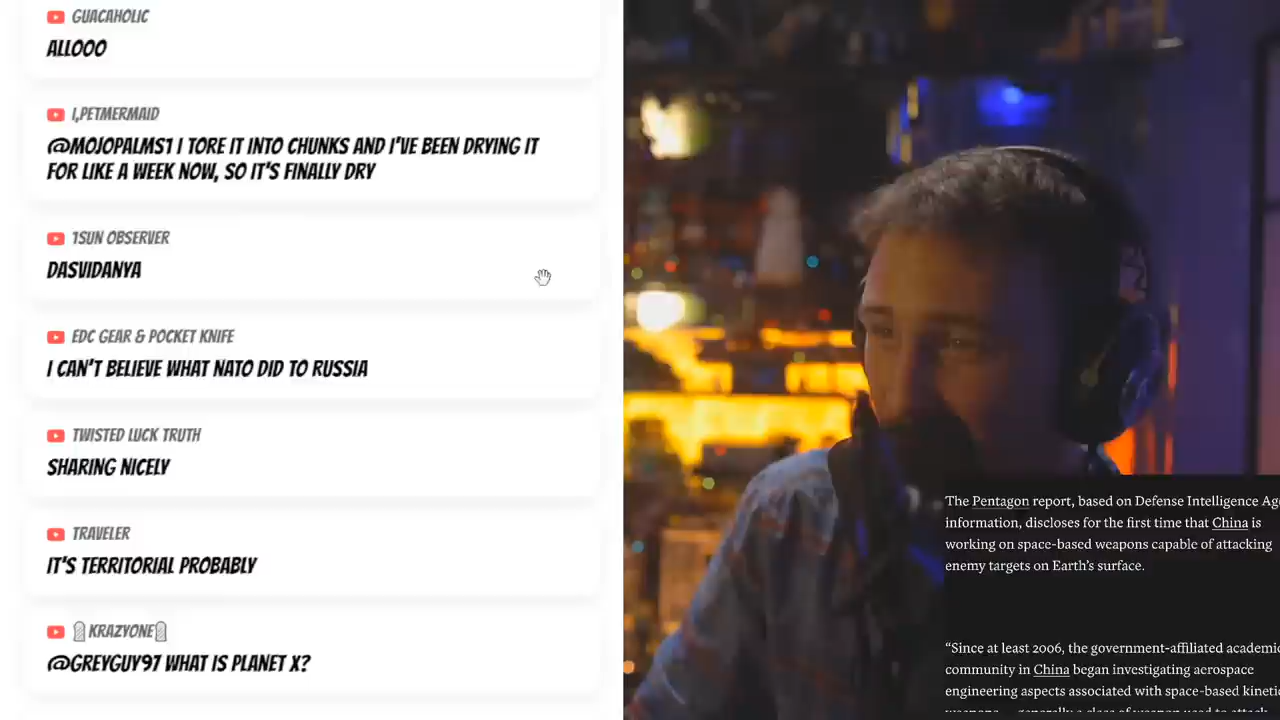 GUACAHOLIC
ALLOOO
I,PETMERMAID
@MOJOPALMS1 I TORE IT INTO CHUNKS AND I'VE BEEN DRYING IT
FOR LIKE A WEEK NOW, SO IT'S FINALLY DRY
1SUN OBSERVER
DASVIDANYA
EDC GEAR & POCKET KNIFE
I CAN'T BELIEVE WHAT NATO DID TO RUSSIA
TWISTED LUCK TRUTH
SHARING NICELY
TRAVELER
IT'S TERRITORIAL PROBABLY
KRAZYONE
@GREYGUY97 WHAT IS PLANET X?
The Pentagon report, based on Defense Intelligence Ag
information, discloses for the first time that China is
working on space-based weapons capable of attacking
enemy targets on Earth's surface.
"Since at least 2006, the government-affiliated academi
community in China began investigating aerospace
engineering aspects associated with space-based kineti